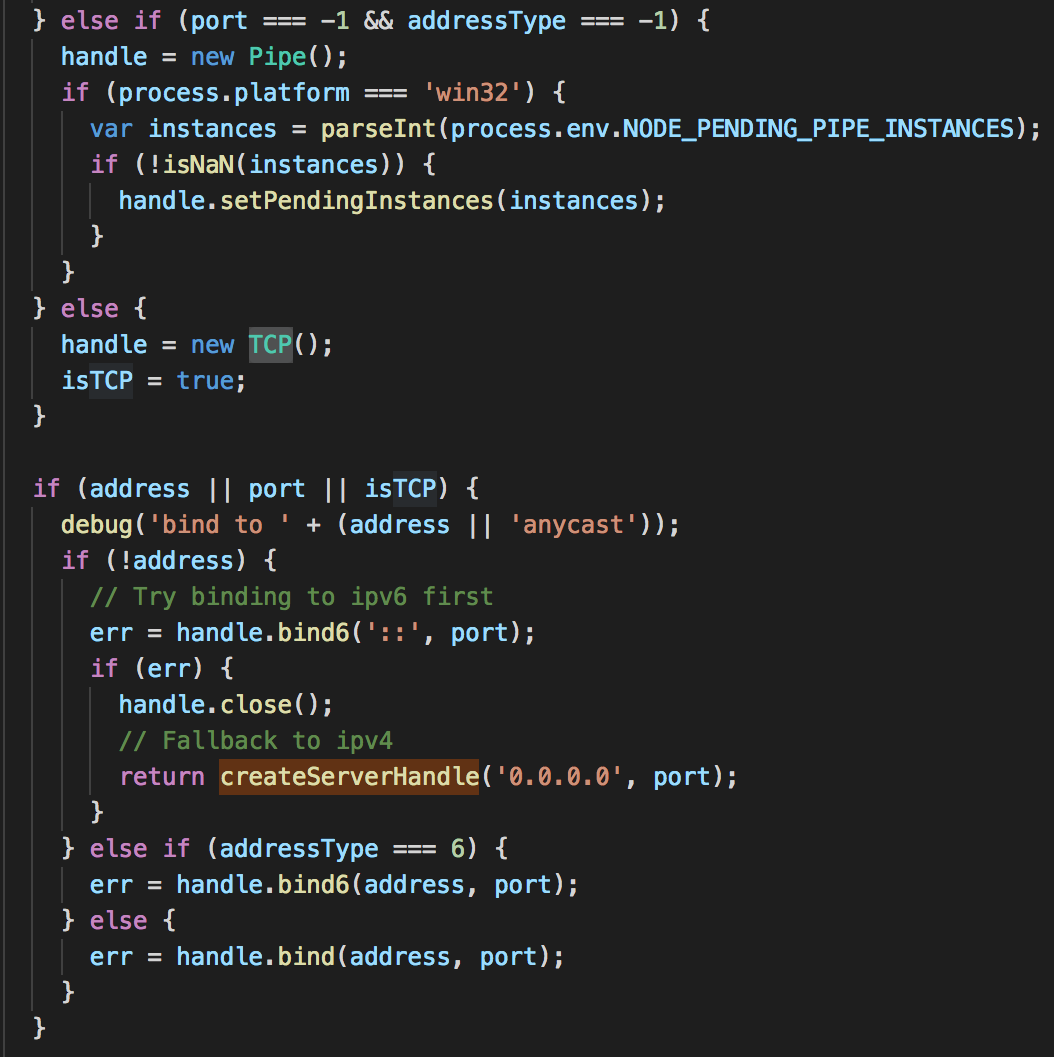 } else if (port === -1 && addressType === -1) {
handle = new Pipe();
if (process.platform === 'win32') {
var instances = parseInt(process.env.NODE_PENDING_PIPE_INSTANCES);
if (!isNaN(instances)) {
handle.setPendingInstances(instances);
}
}
} else {
handle = new TCP();
isTCP = true;
}
if (address || port || isTCP) {
debug('bind to ' + (address || 'anycast'));
if (!address) {
// Try binding to ipv6 first
err = handle.bind6('::', port);
if (err) {
handle.close();
// Fallback to ipv4
return createServerHandle('0.0.0.0', port);
}
} else if (addressType === 6) {
err = handle.bind6(address, port);
} else {
err = handle.bind(address, port);
}
}